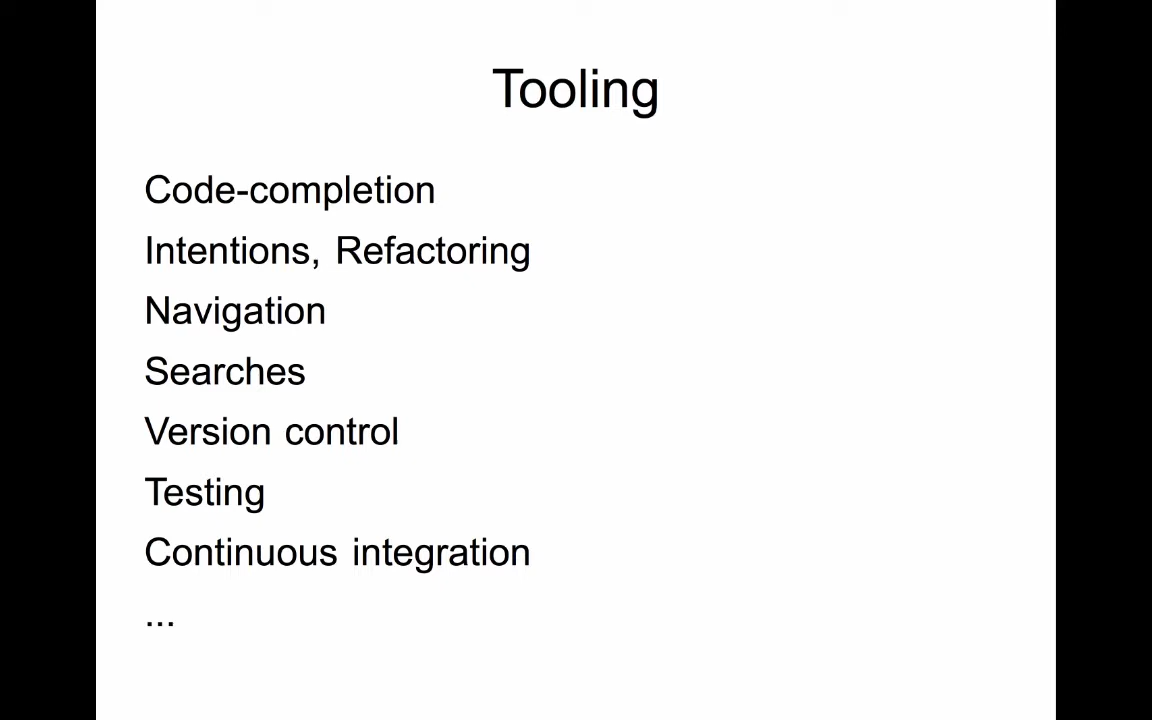 Tooling
Code-completion
Intentions, Refactoring
Navigation
Searches
Version control
Testing
Continuous integration
...